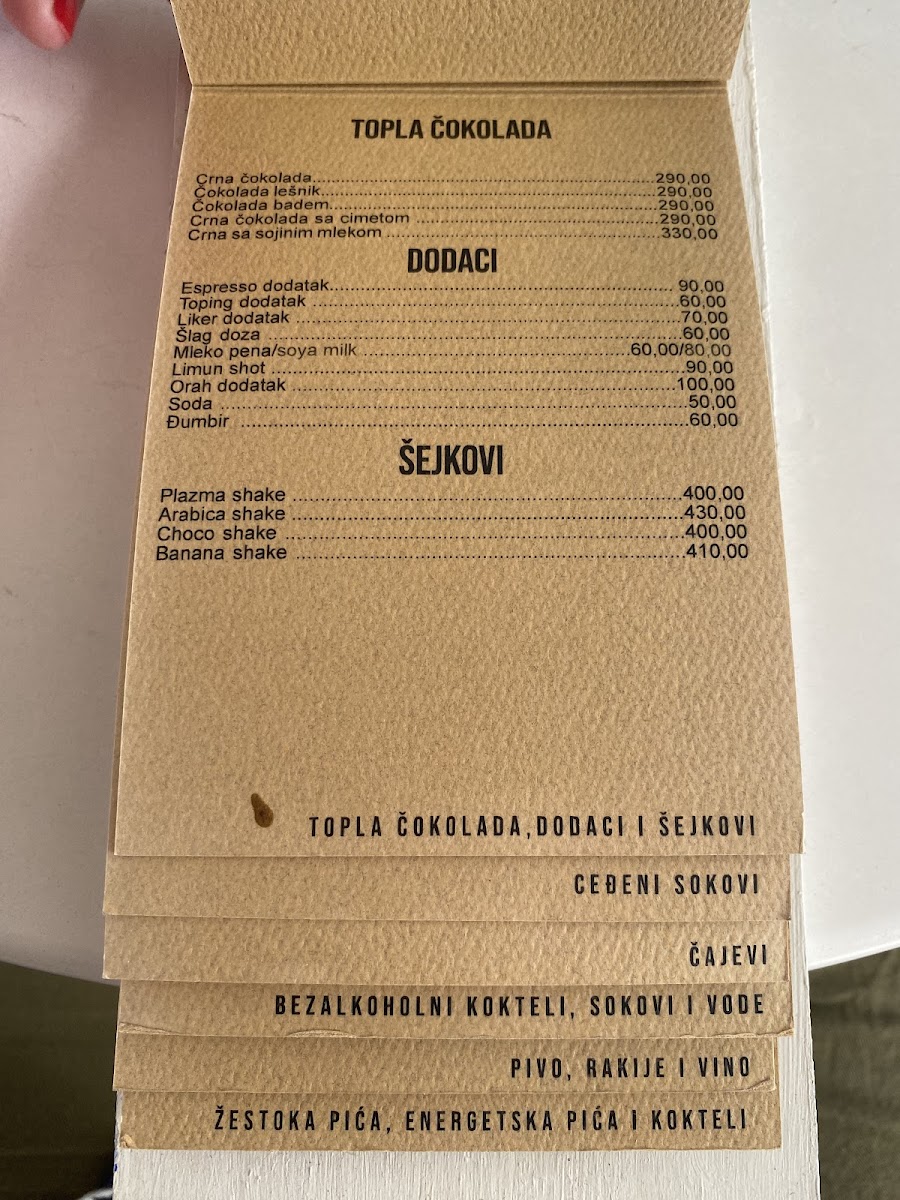 TOPLA ČOKOLADA
Crna čokolada......290,00
Čokolada lešnik......290,00
Čokolada badem......290,00
Crna čokolada sa cimetom ......290,00
Crna sa sojinim mlekom ......330,00
DODACI
Espresso dodatak...... 90,00
Toping dodatak ......60,00
Liker dodatak ......70,00
Šlag doza ......60,00
Mleko pena/soya milk ......60,00/80,00
Limun shot ......90,00
Orah dodatak ......100,00
Soda ......50,00
Đumbir ......60,00
ŠEJKOVI
Plazma shake ......400,00
Arabica shake ......430,00
Choco shake ......400,00
Banana shake ......410,00
TOPLA ČOKOLADA,DODACI I ŠEJKOVI
CEĐENI SOKOVI
ČAJEVI
BEZALKOHOLNI KOKTELI, SOKOVI I VODE
PIVO, RAKIJE I VINO
ŽESTOKA PIĆA, ENERGETSKA PIĆA I KOKTELI